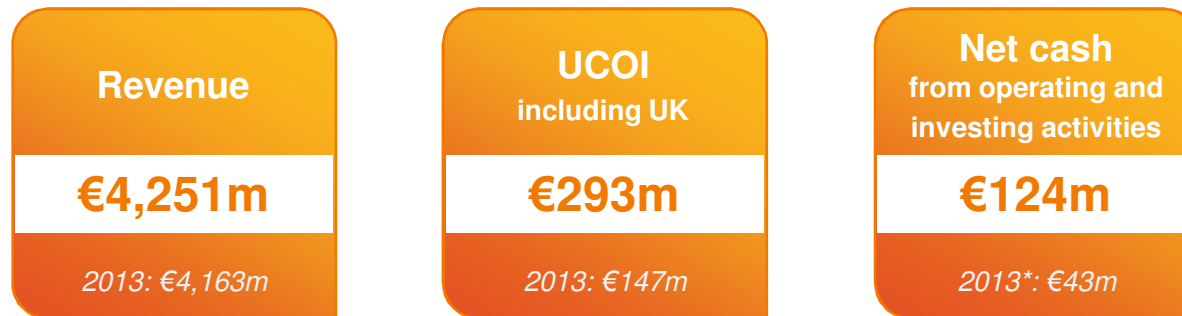 Revenue
€4,251m
2013: €4,163m
UCOI
including UK
€293m
2013: €147m
Net cash
from operating and
investing activities
€124m
2013*: €43m